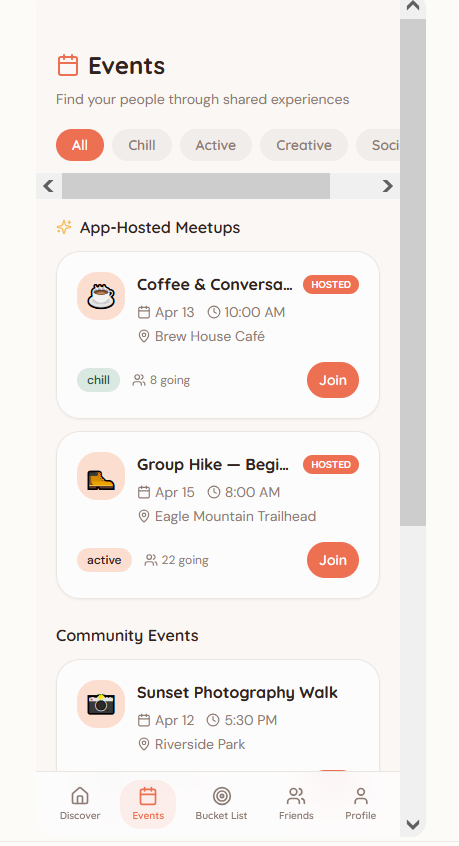 Events
Find your people through shared experiences
All Chill Active Creative Soci
App-Hosted Meetups
Coffee & Conversa... HOSTED
Apr 13 10:00 AM
Brew House Café
chill 8 going Join
Group Hike — Begi... HOSTED
Apr 15 8:00 AM
Eagle Mountain Trailhead
active 22 going Join
Community Events
Sunset Photography Walk
Apr 12 5:30 PM
Riverside Park
Discover Events Bucket List Friends Profile